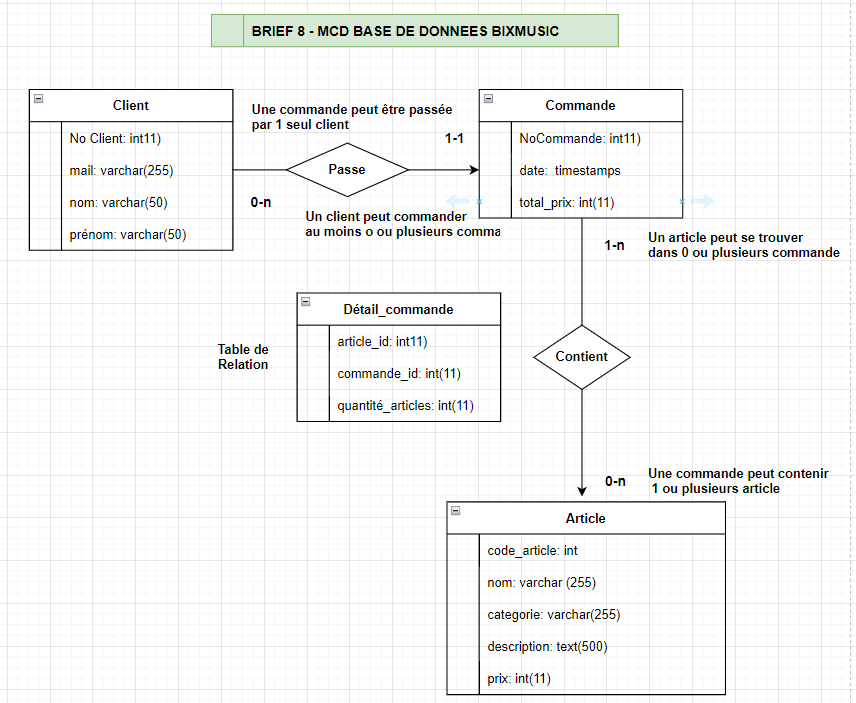 BRIEF 8 - MCD BASE DE DONNEES BIXMUSIC
Client
No Client: int11)
mail: varchar(255)
nom: varchar(50)
prénom: varchar(50)
Une commande peut être passée
par 1 seul client
1-1
Passe
0-n
Un client peut commander
au moins o ou plusieurs comma
Commande
NoCommande: int11)
date: timestamps
total_prix: int(11)
1-n
Un article peut se trouver
dans 0 ou plusieurs commande
Table de
Relation
Détail_commande
article_id: int11)
commande_id: int(11)
quantité_articles: int(11)
Contient
0-n
Une commande peut contenir
1 ou plusieurs article
Article
code_article: int
nom: varchar (255)
categorie: varchar(255)
description: text(500)
prix: int(11)